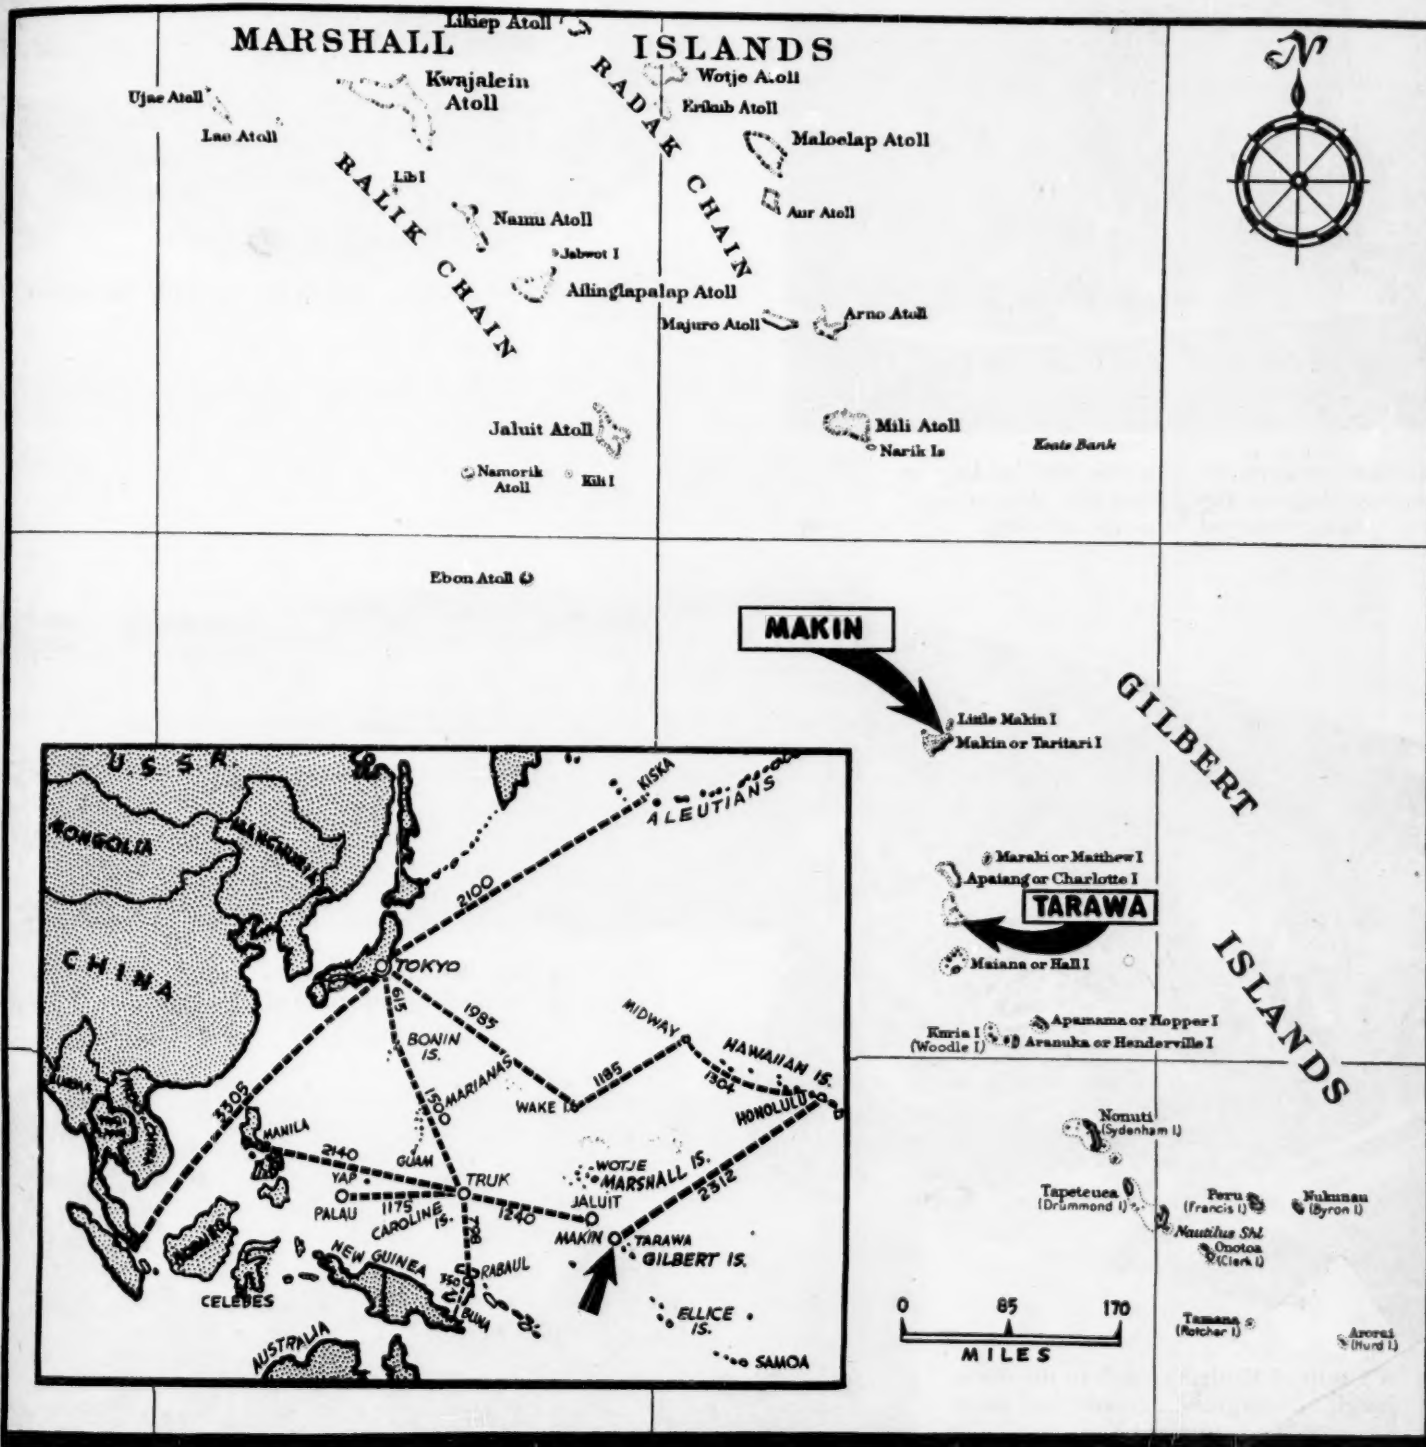 Likiep Atoll
MARSHALL ISLANDS
Kwajalein
Atoll
Wotje Atoll
Ujae Atoll
Erikub Atoll
Lae Atoll
Maloelap Atoll
RADAK CHAIN
RALIK CHAIN
Lib I
Namu Atoll
Aur Atoll
Jabwot I
Ailinglapalap Atoll
Majuro Atoll
Arno Atoll
Jaluit Atoll
Mili Atoll
Narik Is
Keats Bank
Namorik
Atoll
Kili I
Ebon Atoll
N
MAKIN
Little Makin I
Makin or Taritari I
GILBERT
ISLANDS
Maraki or Matthew I
Apaiang or Charlotte I
TARAWA
Maiana or Hall I
Apamama or Hopper I
Kuria I
(Woodle I)
Aranuka or Henderville I
Nonuti
(Sydenham I.)
Tapeteuea
(Drummond I.)
Peru
(Francis I.)
Nukunau
(Byron I.)
Nautilus Shl
Onotoa
(Clerk I.)
Tamana
(Rotcher I.)
Arorai
(Hurd I.)
0 85 170
MILES
U.S.S.R.
MONGOLIA
MANCHURIA
KISKA
ALEUTIANS
2100
CHINA
TOKYO
615
1985
BONIN
IS.
MIDWAY
HAWAIIAN IS.
1185
1304
HONOLULU
3305
1500
MARIANAS
WAKE I.
BURMA
INDO CHINA
MANILA
2140
GUAM
YAP
TRUK
WOTJE
MARSHALL IS.
2312
PALAU
1175
CAROLINE
IS.
1240
JALUIT
BORNEO
798
MAKIN
TARAWA
GILBERT IS.
NEW GUINEA
350
RABAUL
BUNA
CELEBES
ELLICE
IS.
AUSTRALIA
SAMOA